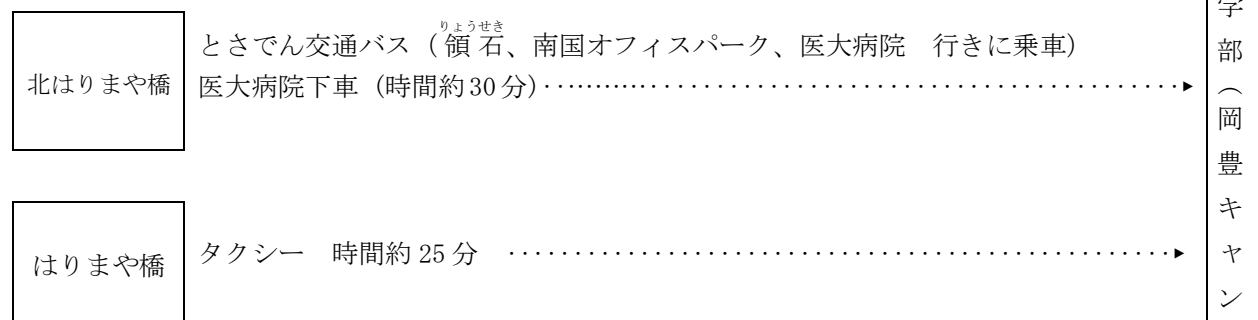 北はりまや橋
とさでん交通バス（領石、南国オフィスパーク、医大病院　行きに乗車）
りょうせき
医大病院下車（時間約30分）
はりまや橋
タクシー　時間約 25 分
学部（岡豊キャン